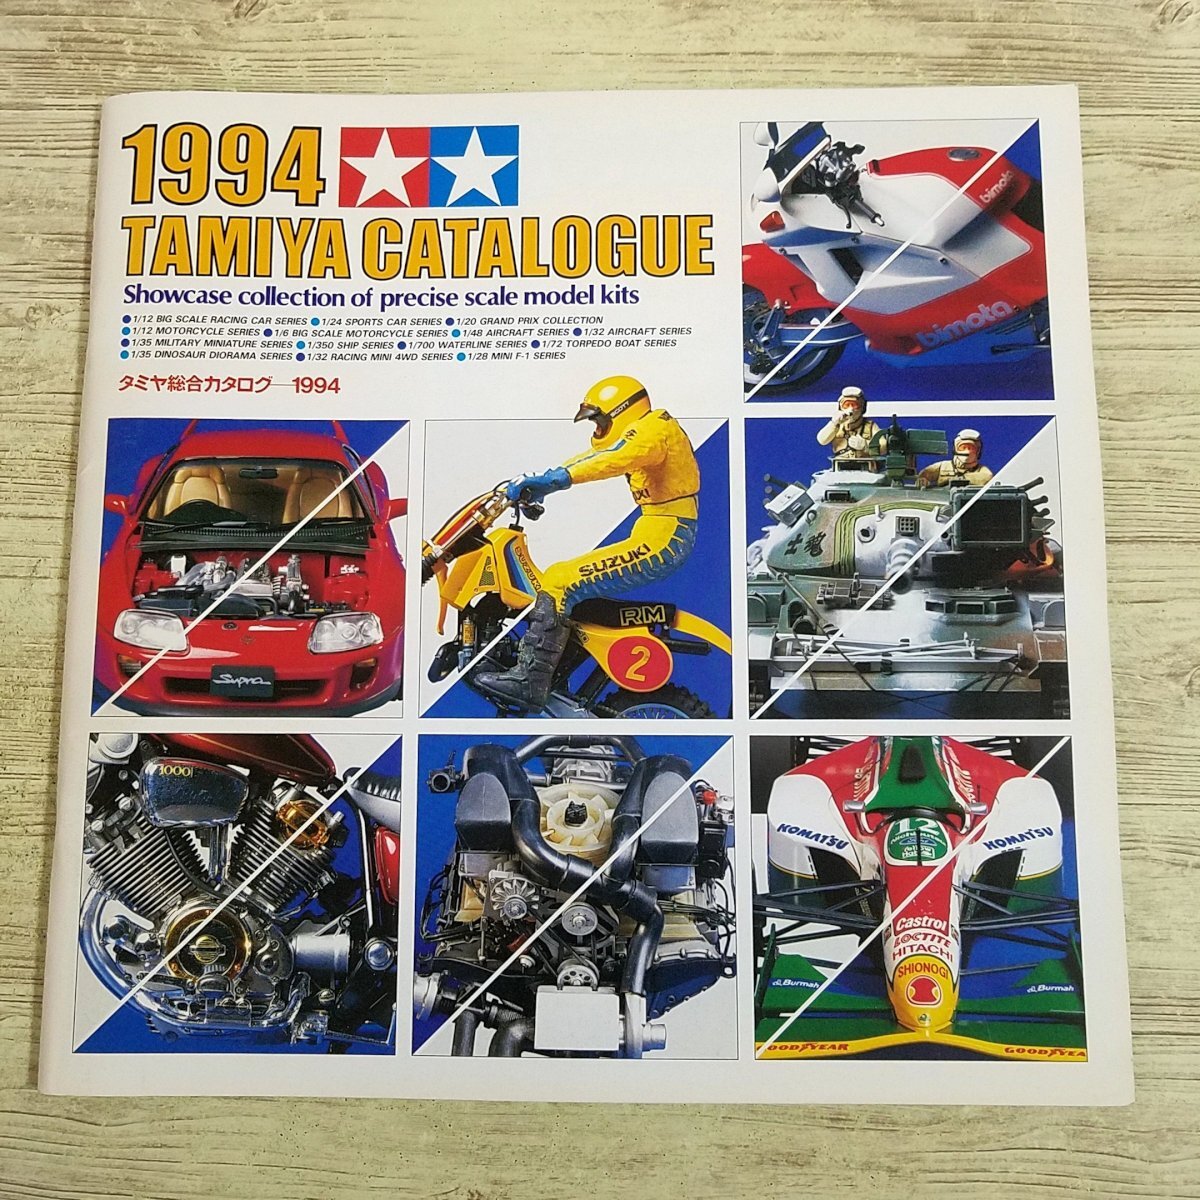 1994
TAMIYA CATALOGUE
Showcase collection of precise scale model kits
●1/12 BIG SCALE RACING CAR SERIES ●1/24 SPORTS CAR SERIES ●1/20 GRAND PRIX COLLECTION
●1/12 MOTORCYCLE SERIES ●1/6 BIG SCALE MOTORCYCLE SERIES ●1/48 AIRCRAFT SERIES ●1/32 AIRCRAFT SERIES
●1/35 MILITARY MINIATURE SERIES ●1/350 SHIP SERIES ●1/700 WATERLINE SERIES ●1/72 TORPEDO BOAT SERIES
●1/35 DINOSAUR DIORAMA SERIES ●1/32 RACING MINI 4WD SERIES ●1/28 MINI F-1 SERIES
タミヤ総合カタログ—1994
bimota
bimota
Supra
SCOTT
SUZUKI
RM
2
士魂
1000
KOMATSU
KOMATSU
12
Castrol
LOCTITE
HITACHI
SHIONOGI
Burmah
Burmah
GOODYEAR
GOODYEA